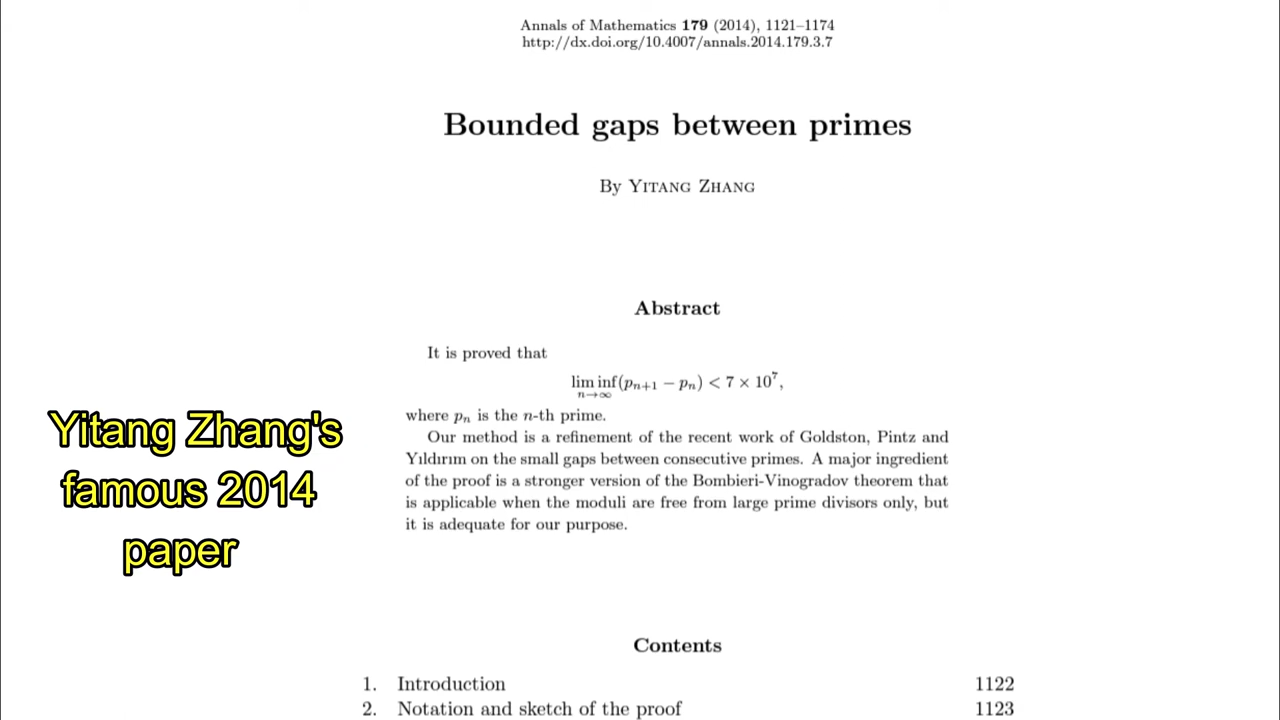 Annals of Mathematics 179 (2014), 1121–1174
http://dx.doi.org/10.4007/annals.2014.179.3.7
Bounded gaps between primes
By Yitang Zhang
Abstract
It is proved that
lim inf(pₙ₊₁ − pₙ) < 7 × 10⁷,
n→∞
where pₙ is the n-th prime.
Our method is a refinement of the recent work of Goldston, Pintz and
Yıldırım on the small gaps between consecutive primes. A major ingredient
of the proof is a stronger version of the Bombieri-Vinogradov theorem that
is applicable when the moduli are free from large prime divisors only, but
it is adequate for our purpose.
Yitang Zhang's
famous 2014
paper
Contents
1. Introduction 1122
2. Notation and sketch of the proof 1123